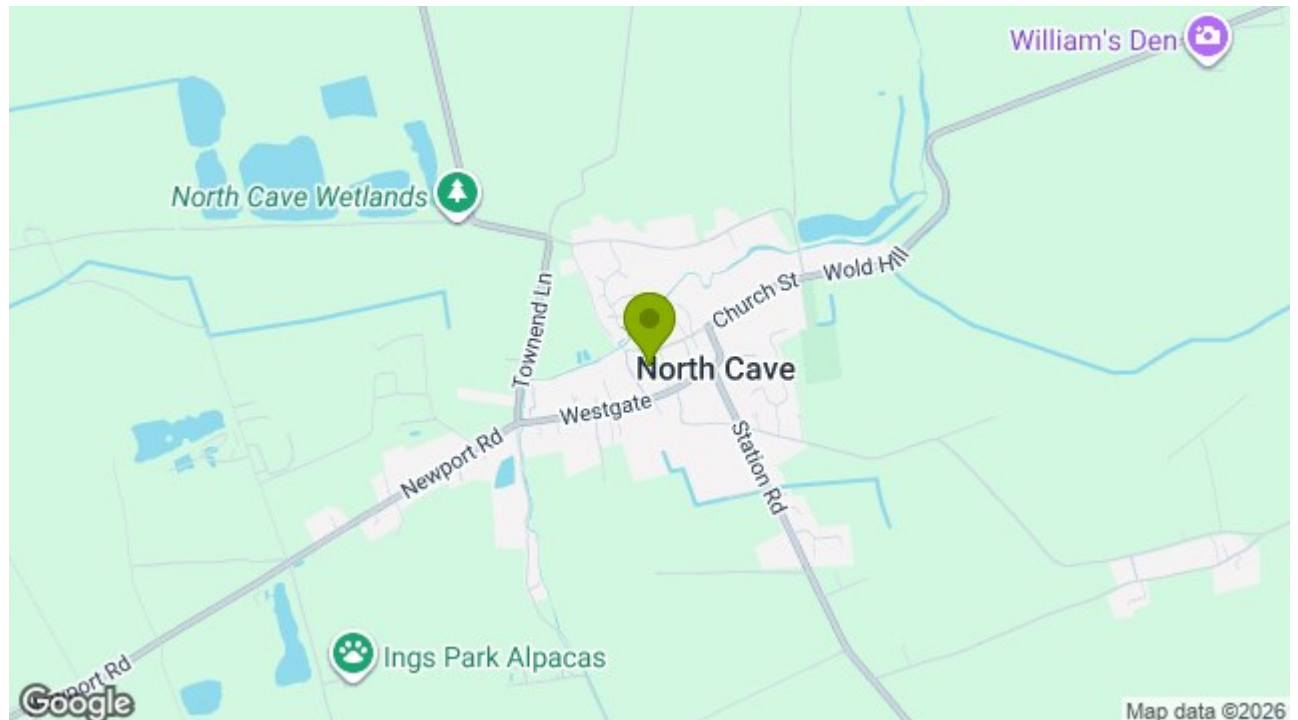 William's Den
North Cave Wetlands
Wold Hill
Church St
Townend Ln
North Cave
Westgate
Station Rd
Newport Rd
Ings Park Alpacas
Newport Rd
Google
Map data ©2026